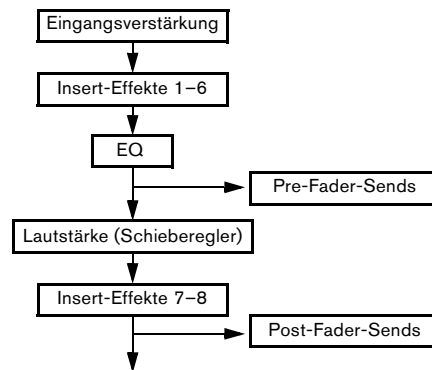 Eingangsverstärkung
Insert-Effekte 1–6
EQ
Pre-Fader-Sends
Lautstärke (Schieberegler)
Insert-Effekte 7–8
Post-Fader-Sends